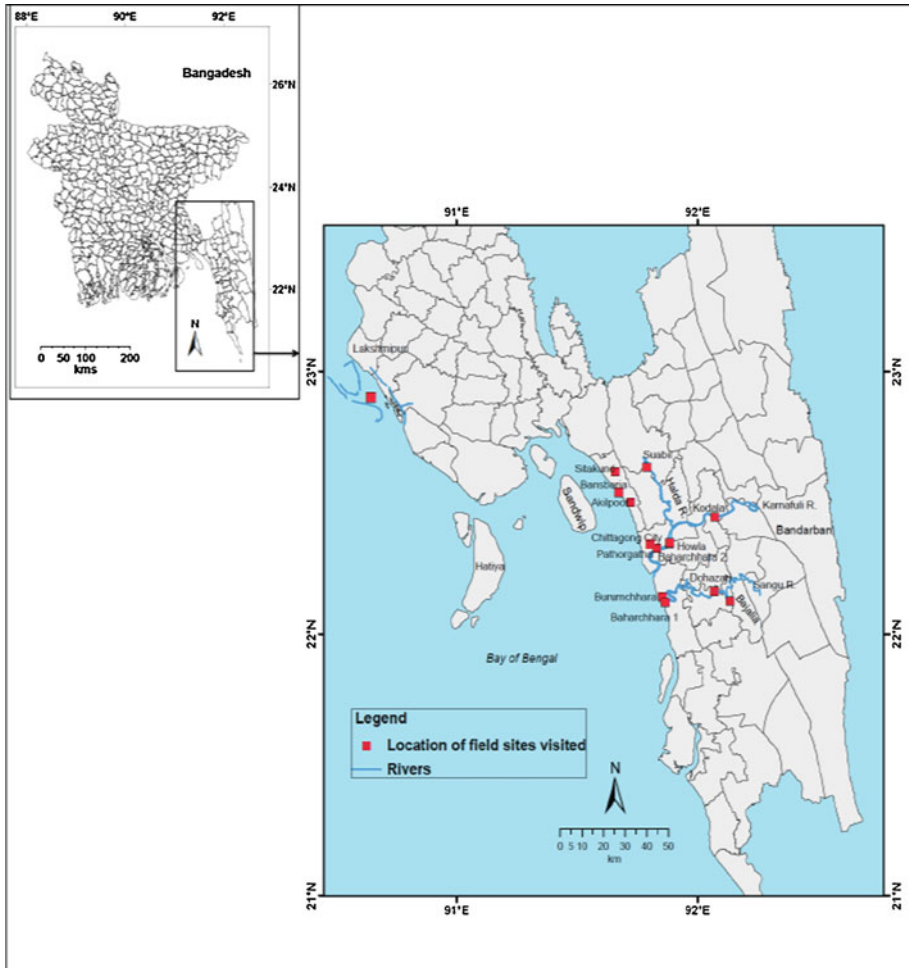 88°E 90°E 92°E
Bangadesh
26°N
24°N
22°N
N
0 50 100 200
kms
91°E 92°E
23°N 23°N
22°N 22°N
21°N 21°N
91°E 92°E
Lakshmipur
Suabil
Sitakund
Bansbaria
Halda R.
Sandwip
Kodala
Karnafuli R.
Bandarban
Chittagong City
Howla
Pathorgatha
Baharchhara 2
Hatiya
Dohazari
Sangu R.
Bajalia
Burumchhara
Baharchhara 1
Bay of Bengal
Legend
Location of field sites visited
Rivers
N
0 5 10 20 30 40 50
km